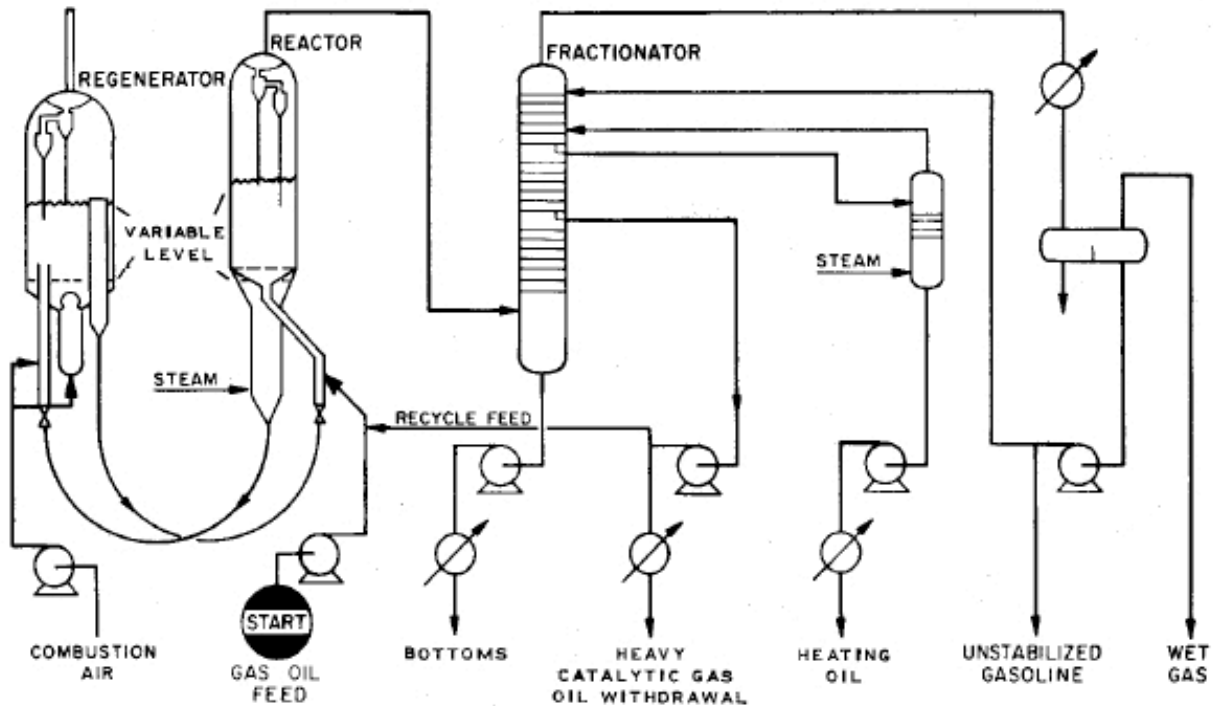 REACTOR
FRACTIONATOR
REGENERATOR
VARIABLE
LEVEL
STEAM
STEAM
RECYCLE FEED
START
COMBUSTION
AIR
GAS OIL
FEED
BOTTOMS
HEAVY
CATALYTIC GAS
OIL WITHDRAWAL
HEATING
OIL
UNSTABILIZED
GASOLINE
WET
GAS